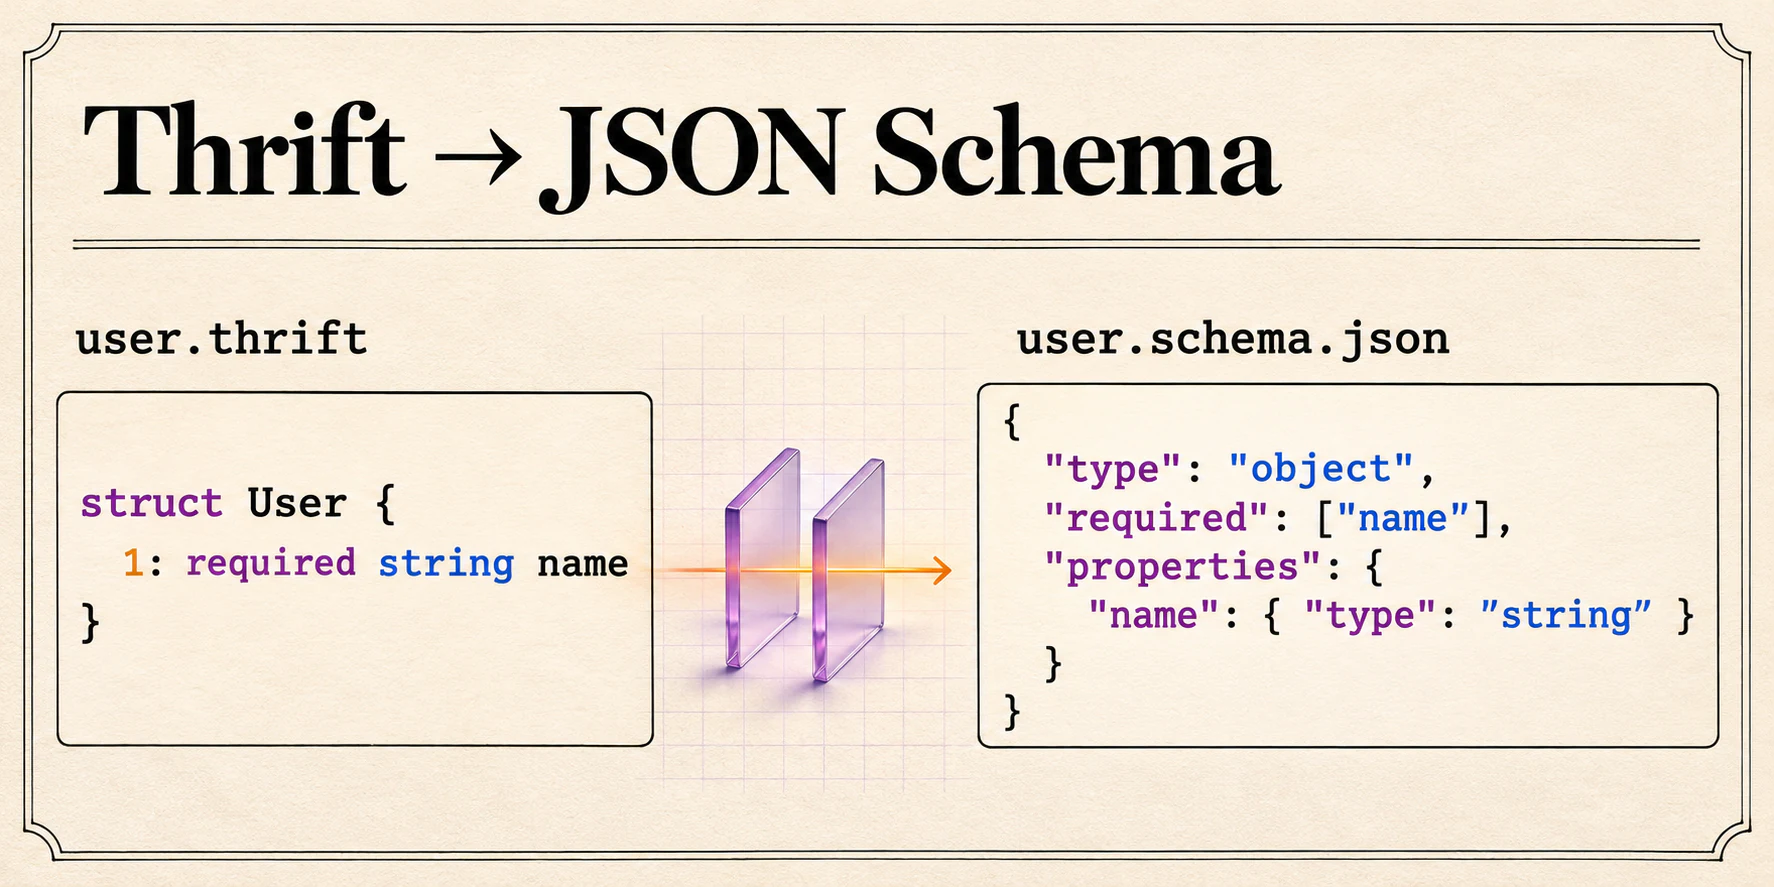 Thrift → JSON Schema
user.thrift
struct User {
  1: required string name
}
user.schema.json
{
  "type": "object",
  "required": ["name”],
  "properties": {
    "name": { "type": ”string” }
  }
}